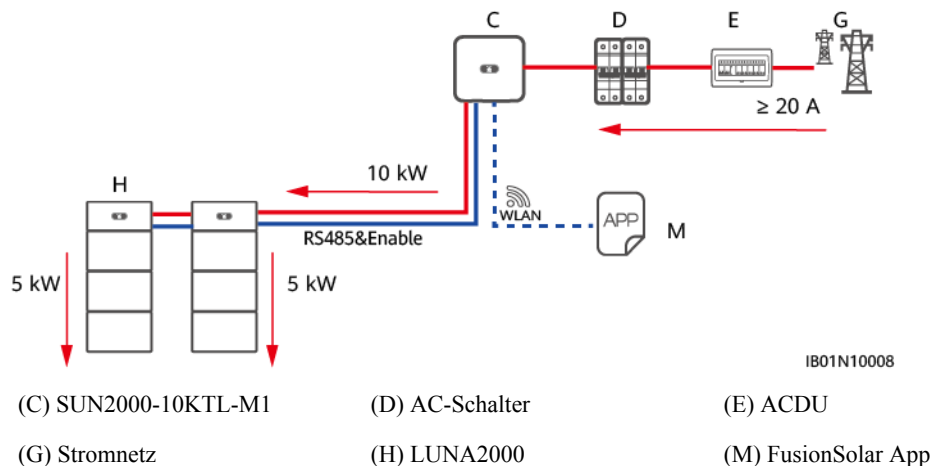 C D E G
≥ 20 A
10 kW
H
WLAN
APP
M
RS485&Enable
5 kW 5 kW
IB01N10008
(C) SUN2000-10KTL-M1 (D) AC-Schalter (E) ACDU
(G) Stromnetz (H) LUNA2000 (M) FusionSolar App